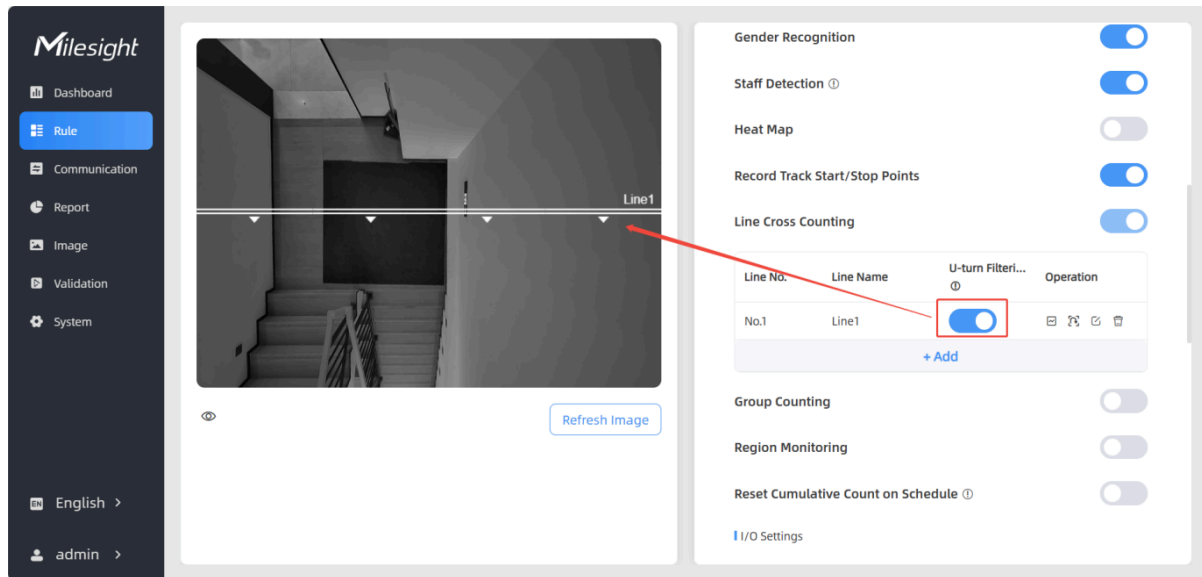 Milesight
Dashboard
Rule
Communication
Report
Image
Validation
System
EN English >
admin >
Line1
Refresh Image
Gender Recognition
Staff Detection
Heat Map
Record Track Start/Stop Points
Line Cross Counting
Line No. Line Name U-turn Filteri... Operation
No.1 Line1
+ Add
Group Counting
Region Monitoring
Reset Cumulative Count on Schedule
I/O Settings